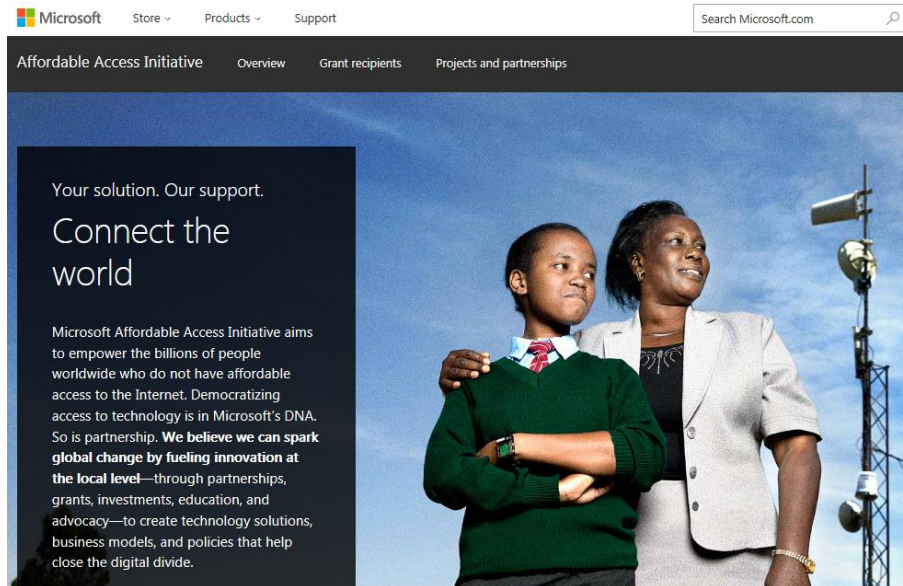 Microsoft Store Products Support Search Microsoft.com
Affordable Access Initiative Overview Grant recipients Projects and partnerships
Your solution. Our support.
Connect the
world
Microsoft Affordable Access Initiative aims
to empower the billions of people
worldwide who do not have affordable
access to the Internet. Democratizing
access to technology is in Microsoft's DNA.
So is partnership. We believe we can spark
global change by fueling innovation at
the local level—through partnerships,
grants, investments, education, and
advocacy—to create technology solutions,
business models, and policies that help
close the digital divide.